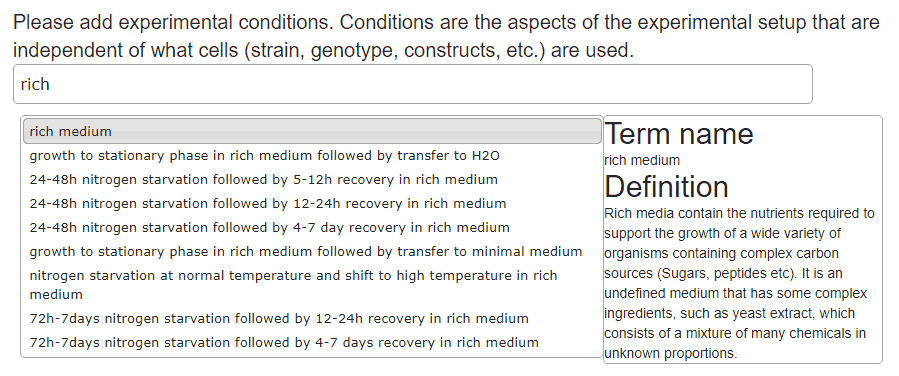 Please add experimental conditions. Conditions are the aspects of the experimental setup that are
independent of what cells (strain, genotype, constructs, etc.) are used.
rich
rich medium
growth to stationary phase in rich medium followed by transfer to H2O
24-48h nitrogen starvation followed by 5-12h recovery in rich medium
24-48h nitrogen starvation followed by 12-24h recovery in rich medium
24-48h nitrogen starvation followed by 4-7 day recovery in rich medium
growth to stationary phase in rich medium followed by transfer to minimal medium
nitrogen starvation at normal temperature and shift to high temperature in rich
medium
72h-7days nitrogen starvation followed by 12-24h recovery in rich medium
72h-7days nitrogen starvation followed by 4-7 days recovery in rich medium
Term name
rich medium
Definition
Rich media contain the nutrients required to
support the growth of a wide variety of
organisms containing complex carbon
sources (Sugars, peptides etc). It is an
undefined medium that has some complex
ingredients, such as yeast extract, which
consists of a mixture of many chemicals in
unknown proportions.